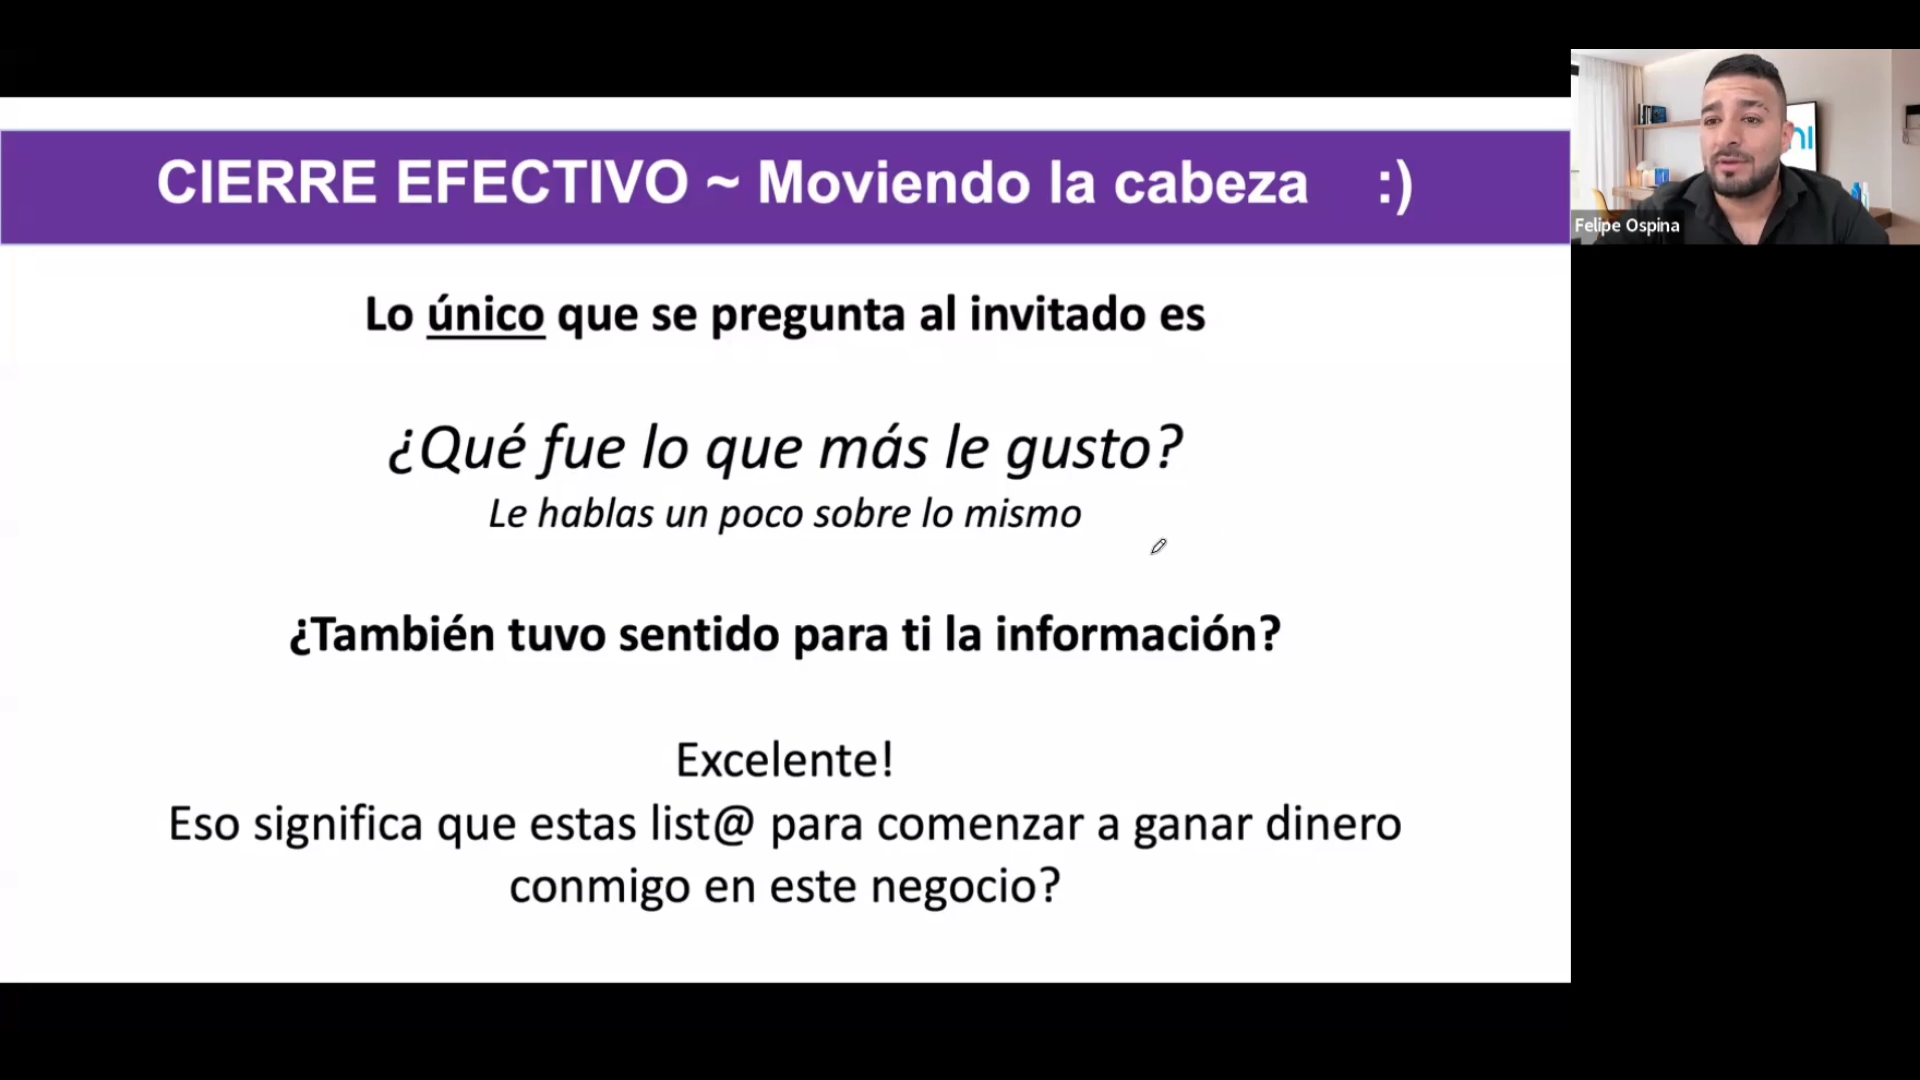 CIERRE EFECTIVO ~ Moviendo la cabeza :)
Lo único que se pregunta al invitado es
¿Qué fue lo que más le gusto?
Le hablas un poco sobre lo mismo
¿También tuvo sentido para ti la información?
Excelente!
Eso significa que estas list@ para comenzar a ganar dinero
conmigo en este negocio?
Felipe Ospina